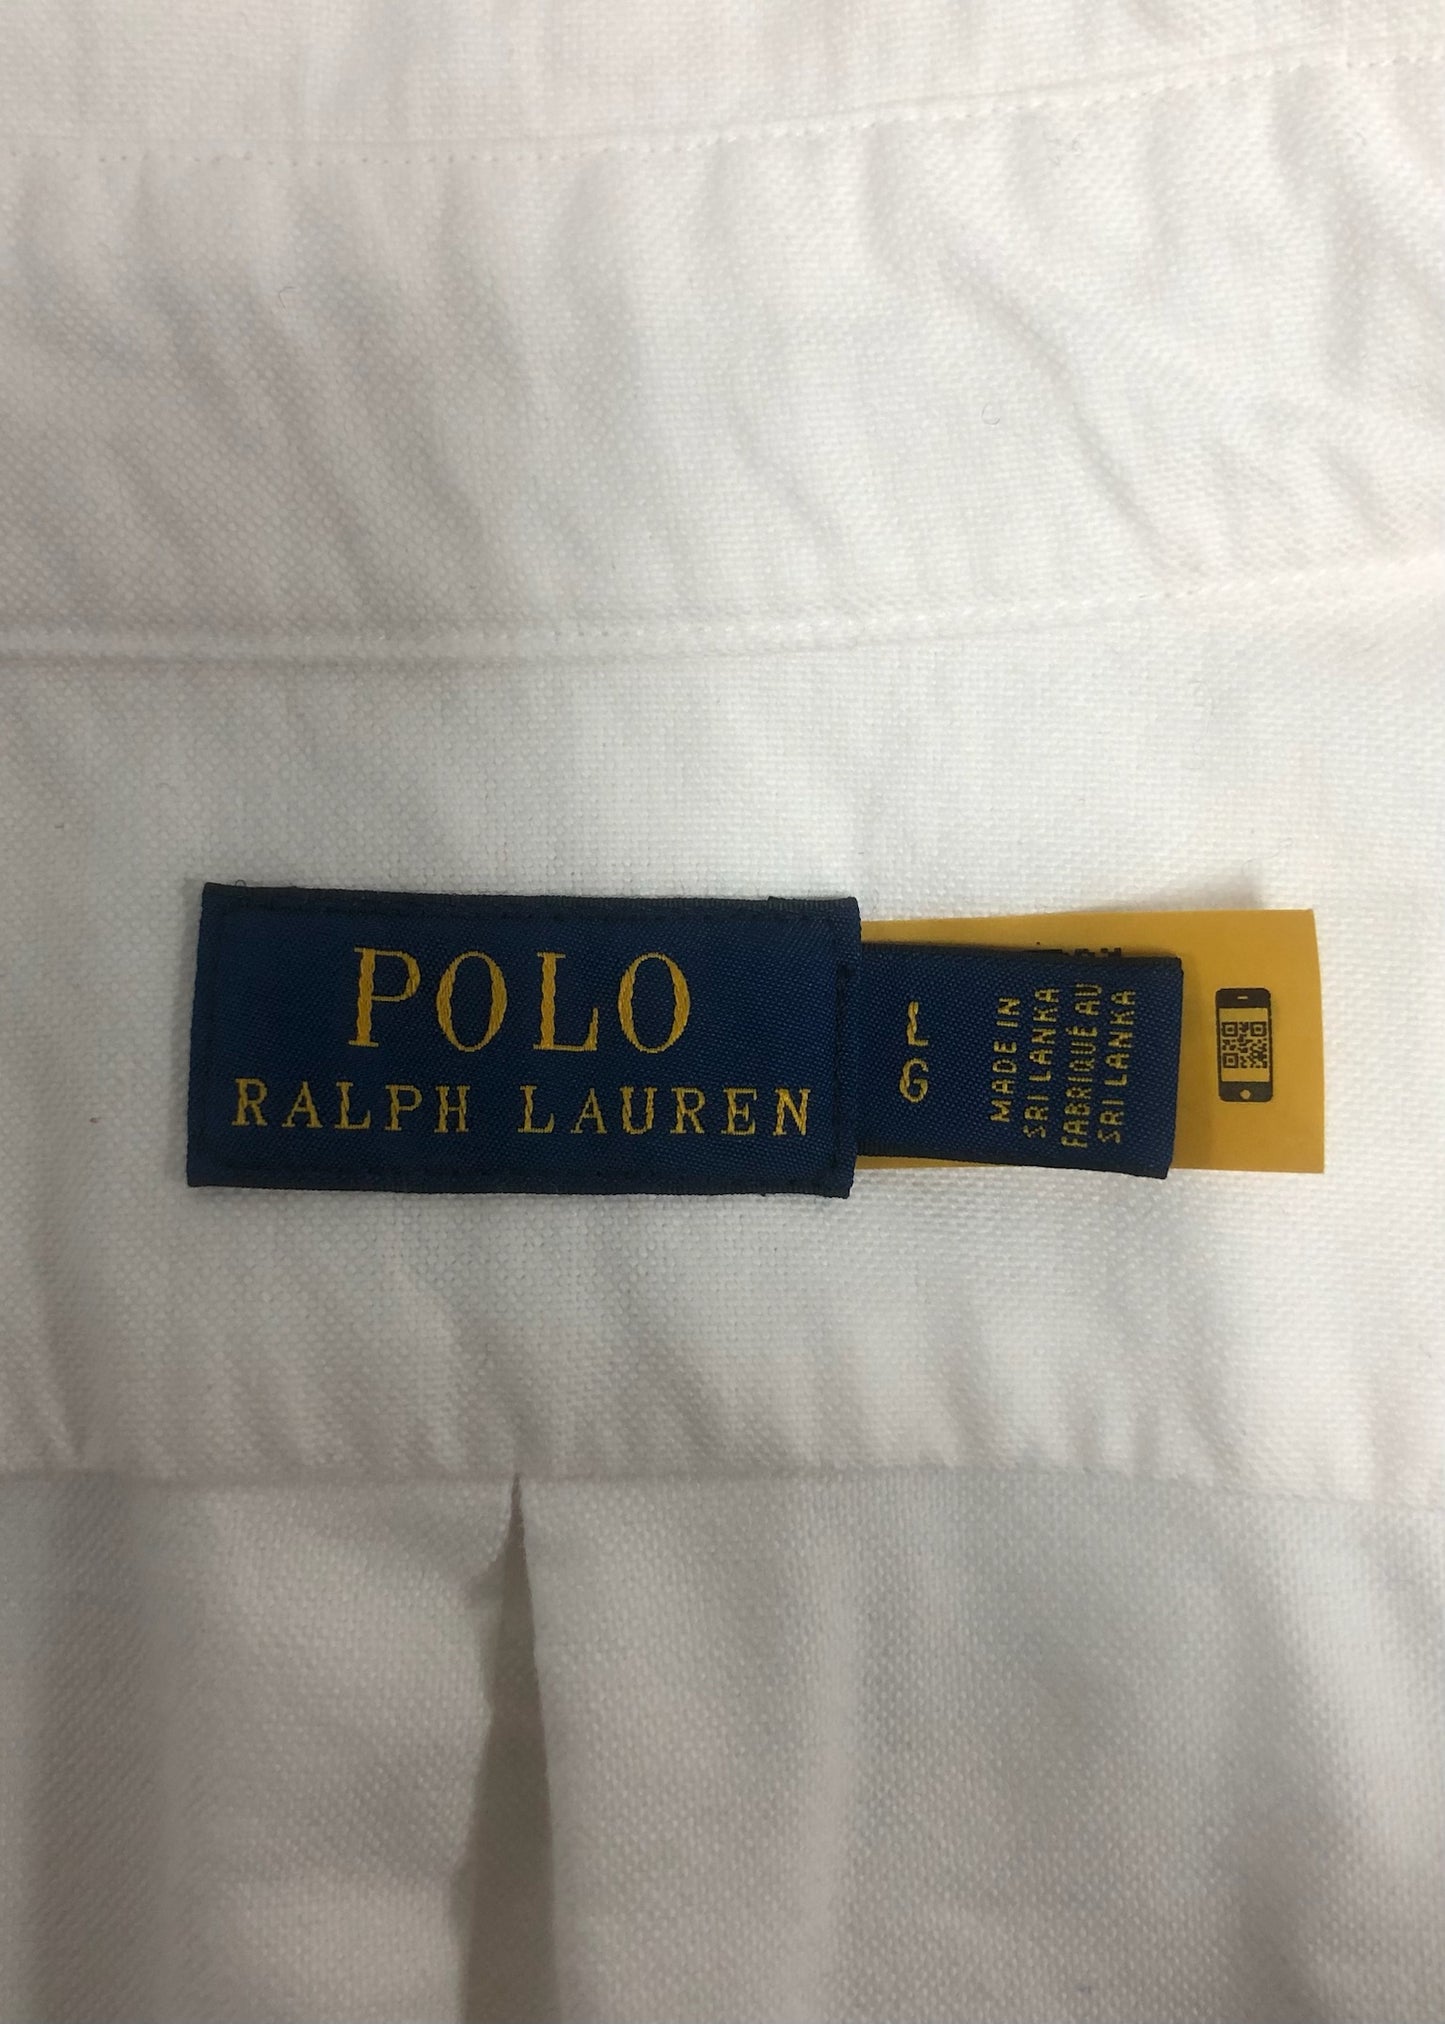 POLO
RALPH LAUREN
L
G
MADE IN
SRI LANKA
FABRIQUÉ AU
SRI LANKA